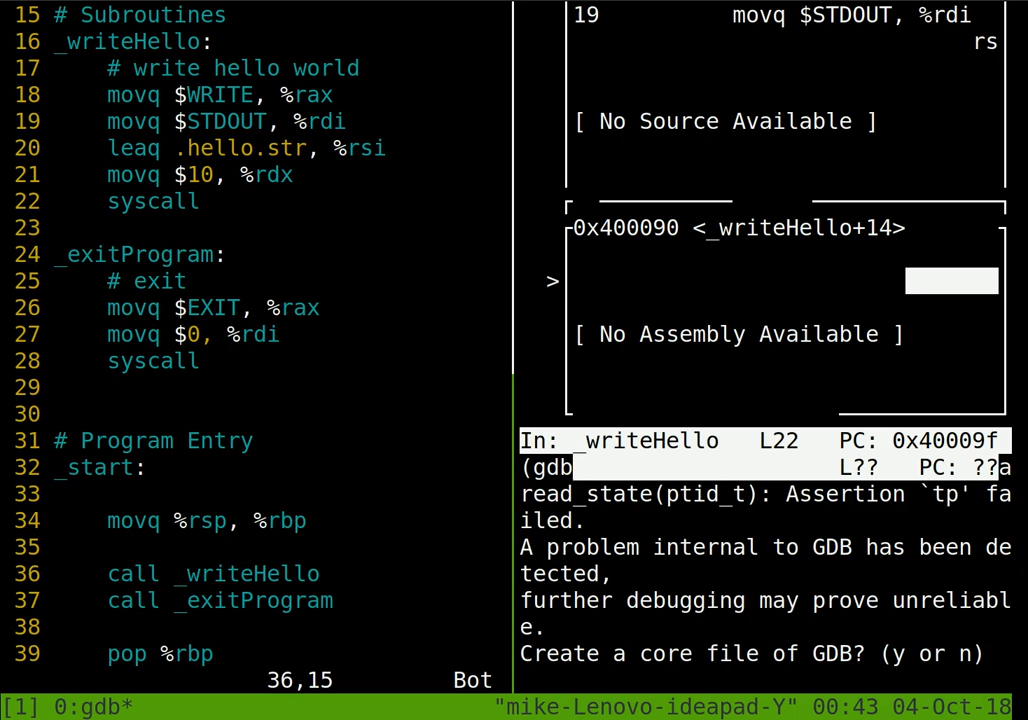 15 # Subroutines
16 _writeHello:
17     # write hello world
18     movq $WRITE, %rax
19     movq $STDOUT, %rdi
20     leaq .hello.str, %rsi
21     movq $10, %rdx
22     syscall
23
24 _exitProgram:
25     # exit
26     movq $EXIT, %rax
27     movq $0, %rdi
28     syscall
29
30
31 # Program Entry
32 _start:
33
34     movq %rsp, %rbp
35
36     call _writeHello
37     call _exitProgram
38
39     pop %rbp
36,15         Bot
19          movq $STDOUT, %rdi
rs
[ No Source Available ]
0x400090 <_writeHello+14>
>
[ No Assembly Available ]
In: _writeHello   L22   PC: 0x40009f
(gdb                    L??   PC: ??a
read_state(ptid_t): Assertion `tp' fa
iled.
A problem internal to GDB has been de
tected,
further debugging may prove unreliabl
e.
Create a core file of GDB? (y or n)
[1] 0:gdb*                           "mike-Lenovo-ideapad-Y" 00:43 04-Oct-18